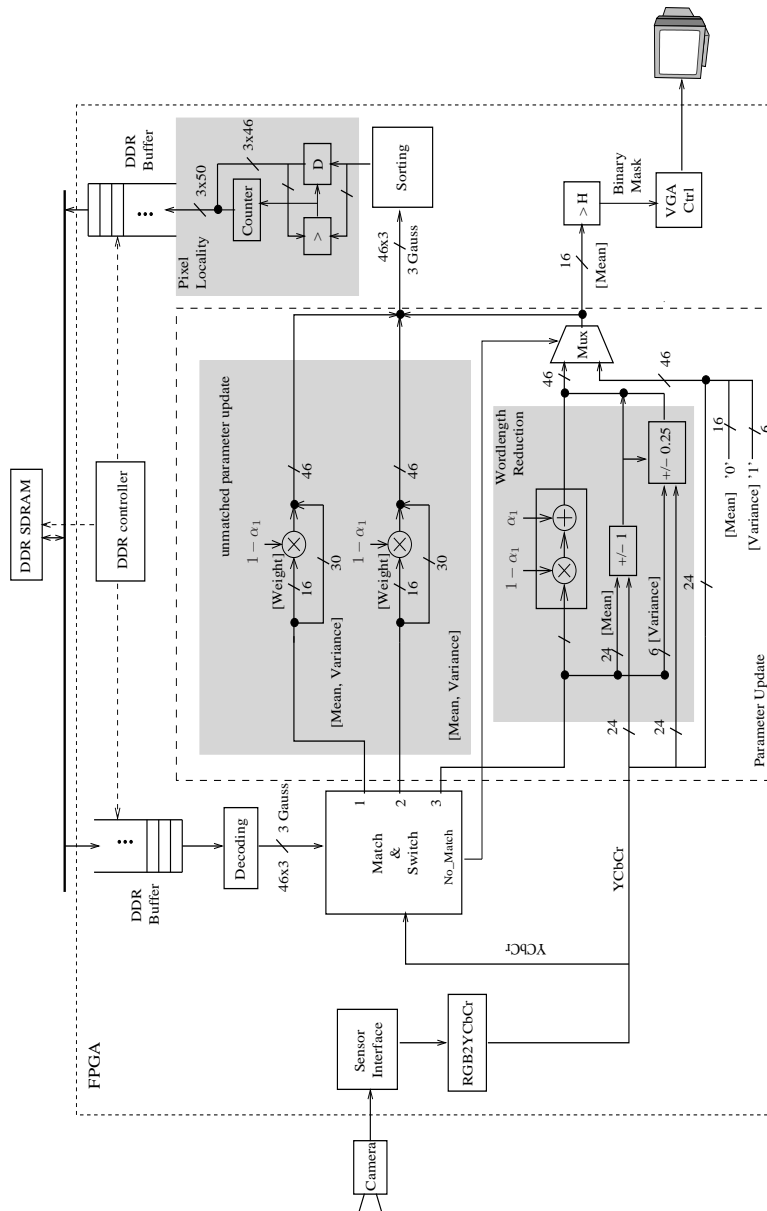 FPGA
Camera
Sensor
Interface
RGB2YCbCr
YCbCr
YCbCr
DDR SDRAM
DDR controller
DDR
Buffer
...
Decoding
46x3
3 Gauss
Match
&
Switch
No_Match
1
2
3
unmatched parameter update
1 − α₁
[Weight]
16
30
46
[Mean, Variance]
1 − α₁
[Weight]
16
30
46
[Mean, Variance]
Wordlength
Reduction
1 − α₁
α₁
+/− 1
+/− 0.25
[Mean]
24
6
[Variance]
24
24
24
46
46
Mux
16
[Mean] '0'
6
[Variance] '1'
Parameter Update
DDR
Buffer
...
Pixel
Locality
3x50
3x46
Counter
D
>
Sorting
46x3
3 Gauss
16
[Mean]
> H
Binary
Mask
VGA
Ctrl